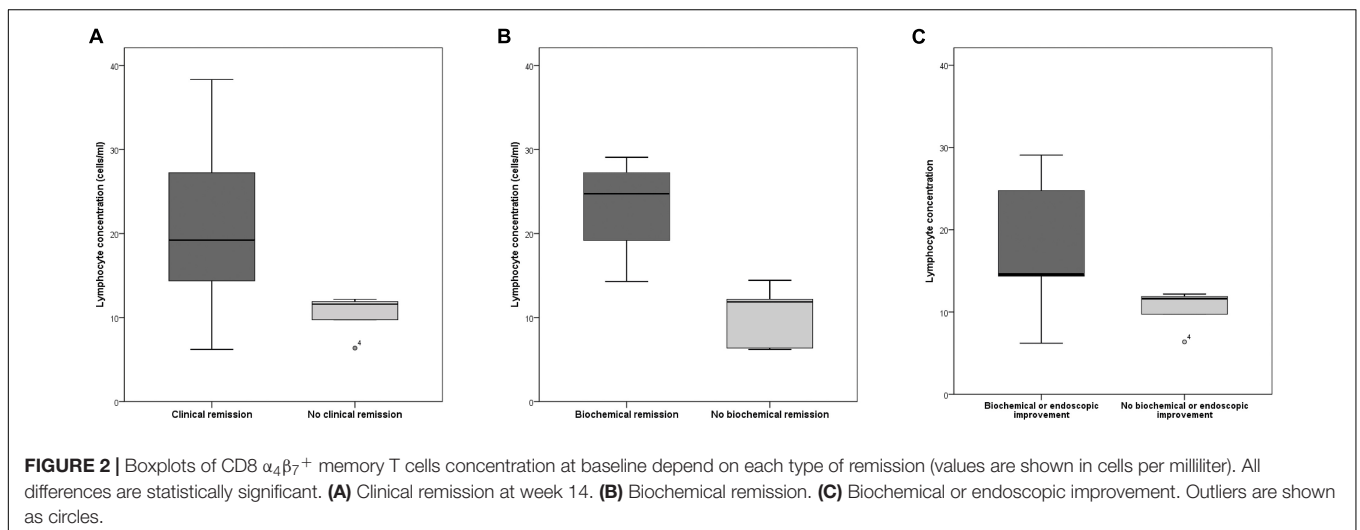 A
B
C
Lymphocyte concentration (cells/ml)
40
30
20
10
0
4
Clinical remission
No clinical remission
Lymphocyte concentration (cells/ml)
40
30
20
10
0
Biochemical remission
No biochemical remission
Lymphocyte concentration
40
30
20
10
0
4
Biochemical or endoscopic
improvement
No biochemical or endoscopic
improvement
FIGURE 2 | Boxplots of CD8 α₄β₇⁺ memory T cells concentration at baseline depend on each type of remission (values are shown in cells per milliliter). All
differences are statistically significant. (A) Clinical remission at week 14. (B) Biochemical remission. (C) Biochemical or endoscopic improvement. Outliers are shown
as circles.